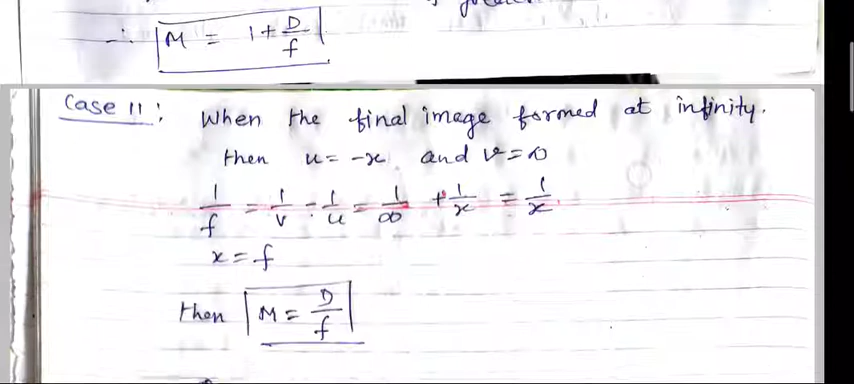 ∴ M = 1 + D/f
Case II : When the final image formed at infinity.
then u = -x and v = ∞
1/f = 1/v - 1/u = 1/∞ + 1/x = 1/x
x = f
then M = D/f